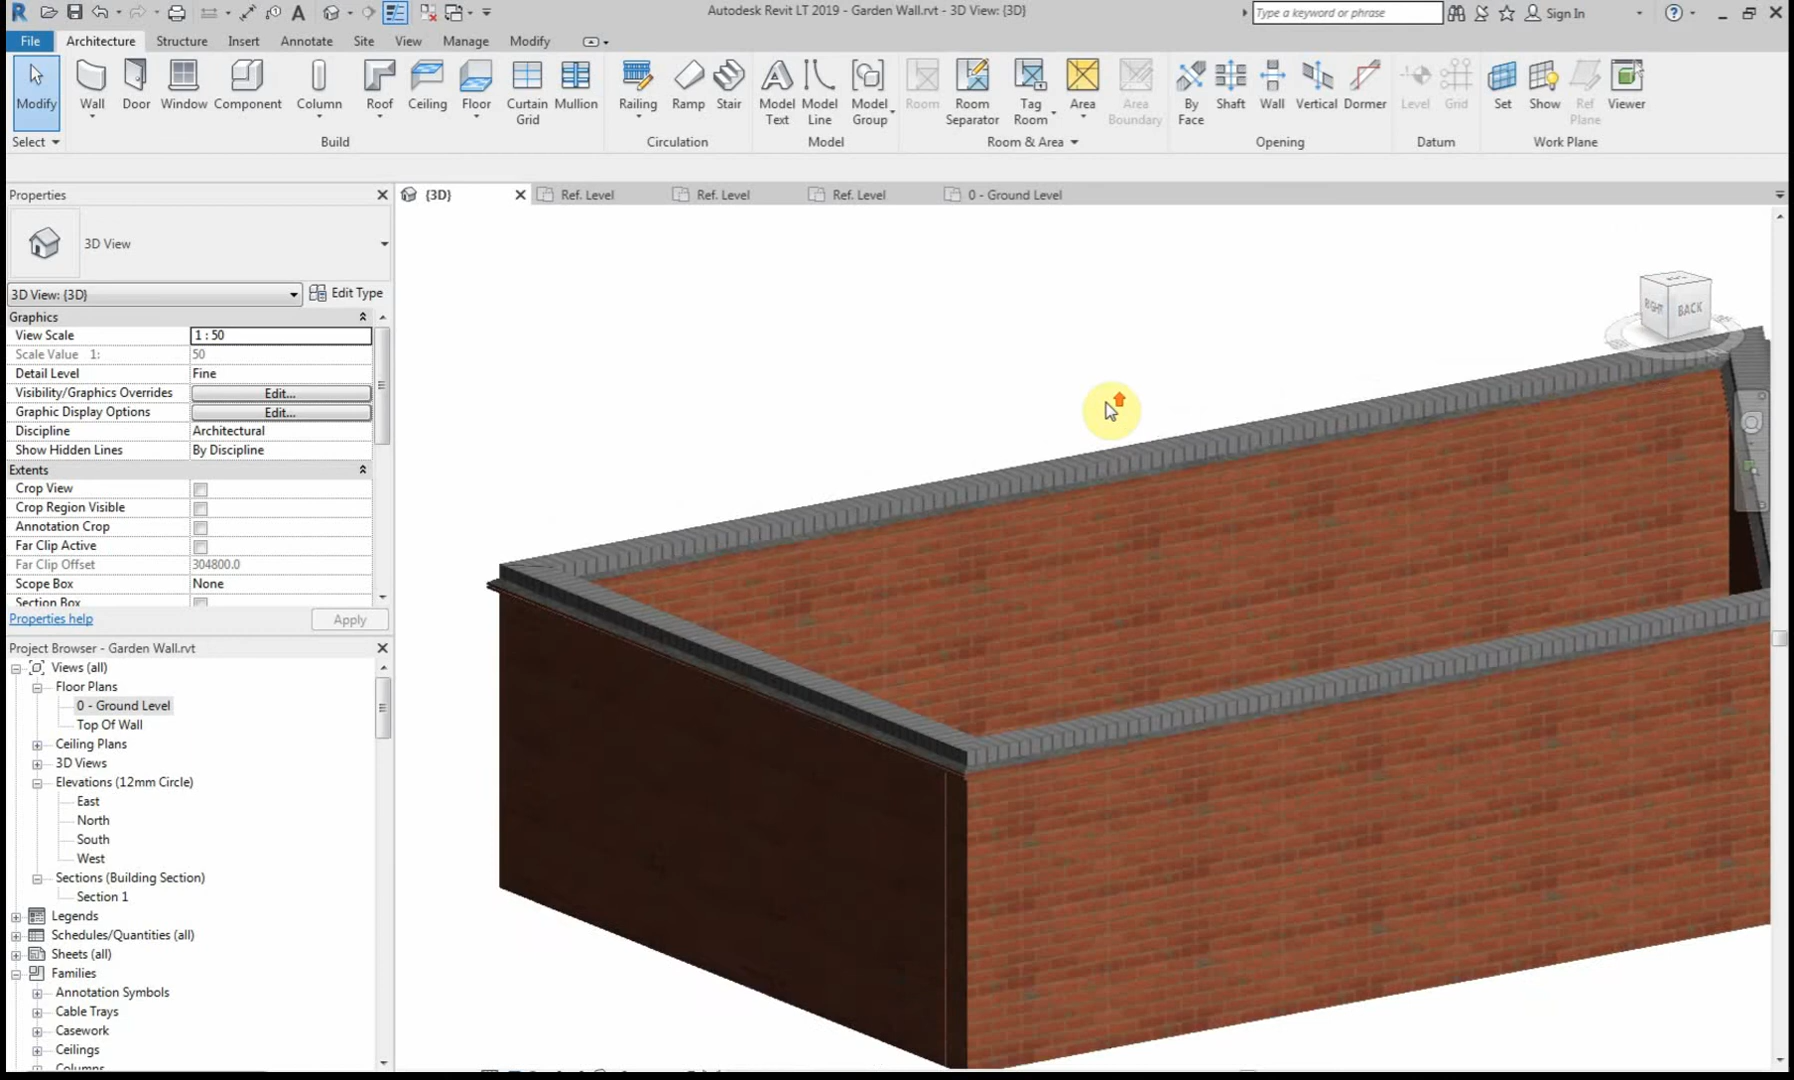 Autodesk Revit LT 2019 - Garden Wall.rvt - 3D View: {3D}
Type a keyword or phrase
Sign In
File Architecture Structure Insert Annotate Site View Manage Modify
Modify Wall Door Window Component Column Roof Ceiling Floor Curtain Grid Mullion Railing Ramp Stair Model Text Model Line Model Group Room Room Separator Tag Room Area Area Boundary By Face Shaft Wall Vertical Dormer Level Grid Set Show Ref Plane Viewer
Select Build Circulation Model Room & Area Opening Datum Work Plane
Properties
{3D} Ref. Level Ref. Level Ref. Level 0 - Ground Level
3D View
3D View: {3D} Edit Type
Graphics
View Scale 1 : 50
Scale Value 1: 50
Detail Level Fine
Visibility/Graphics Overrides Edit...
Graphic Display Options Edit...
Discipline Architectural
Show Hidden Lines By Discipline
Extents
Crop View
Crop Region Visible
Annotation Crop
Far Clip Active
Far Clip Offset 304800.0
Scope Box None
Section Box
Properties help Apply
RIGHT BACK
Project Browser - Garden Wall.rvt
Views (all)
Floor Plans
0 - Ground Level
Top Of Wall
Ceiling Plans
3D Views
Elevations (12mm Circle)
East
North
South
West
Sections (Building Section)
Section 1
Legends
Schedules/Quantities (all)
Sheets (all)
Families
Annotation Symbols
Cable Trays
Casework
Ceilings
Columns